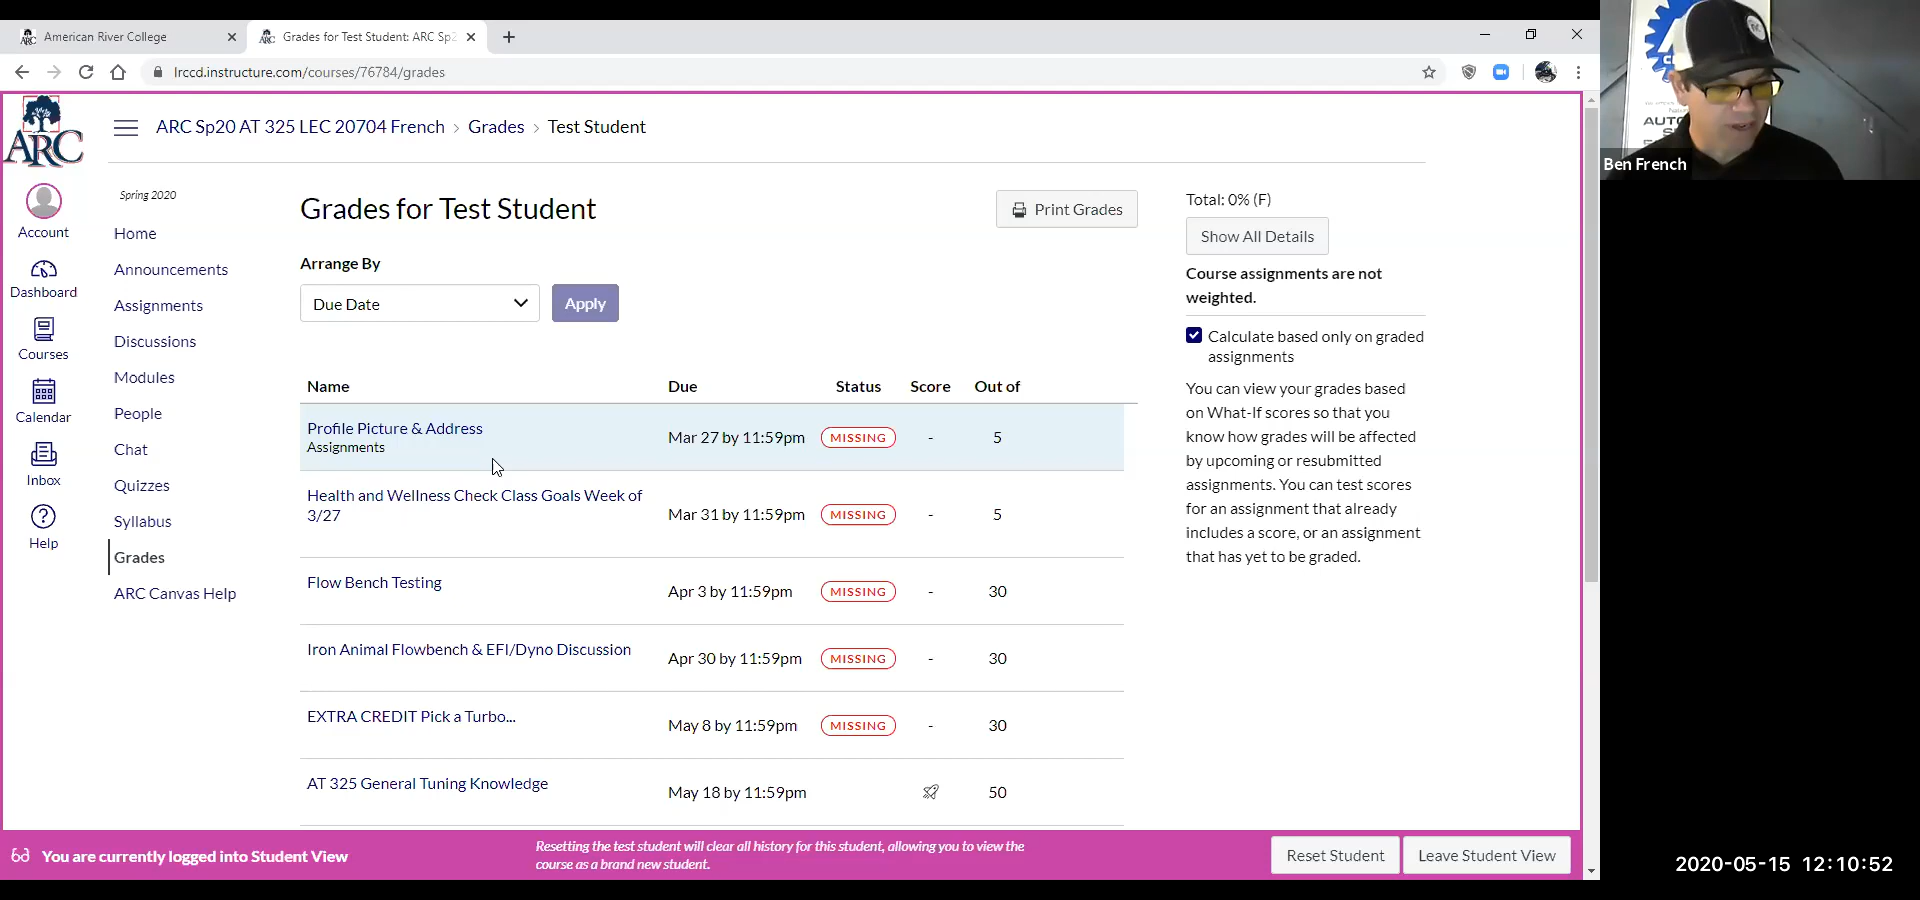 American River College
Grades for Test Student: ARC Sp2
lrccd.instructure.com/courses/76784/grades
ARC
ARC Sp20 AT 325 LEC 20704 French > Grades > Test Student
Account
Dashboard
Courses
Calendar
Inbox
Help
Spring 2020
Home
Announcements
Assignments
Discussions
Modules
People
Chat
Quizzes
Syllabus
Grades
ARC Canvas Help
Grades for Test Student
Print Grades
Arrange By
Due Date
Apply
Name Due Status Score Out of
Profile Picture & Address
Assignments
Mar 27 by 11:59pm MISSING - 5
Health and Wellness Check Class Goals Week of
3/27
Mar 31 by 11:59pm MISSING - 5
Flow Bench Testing
Apr 3 by 11:59pm MISSING - 30
Iron Animal Flowbench & EFI/Dyno Discussion
Apr 30 by 11:59pm MISSING - 30
EXTRA CREDIT Pick a Turbo...
May 8 by 11:59pm MISSING - 30
AT 325 General Tuning Knowledge
May 18 by 11:59pm 50
Total: 0% (F)
Show All Details
Course assignments are not
weighted.
Calculate based only on graded
assignments
You can view your grades based
on What-If scores so that you
know how grades will be affected
by upcoming or resubmitted
assignments. You can test scores
for an assignment that already
includes a score, or an assignment
that has yet to be graded.
You are currently logged into Student View
Resetting the test student will clear all history for this student, allowing you to view the
course as a brand new student.
Reset Student
Leave Student View
Ben French
2020-05-15 12:10:52